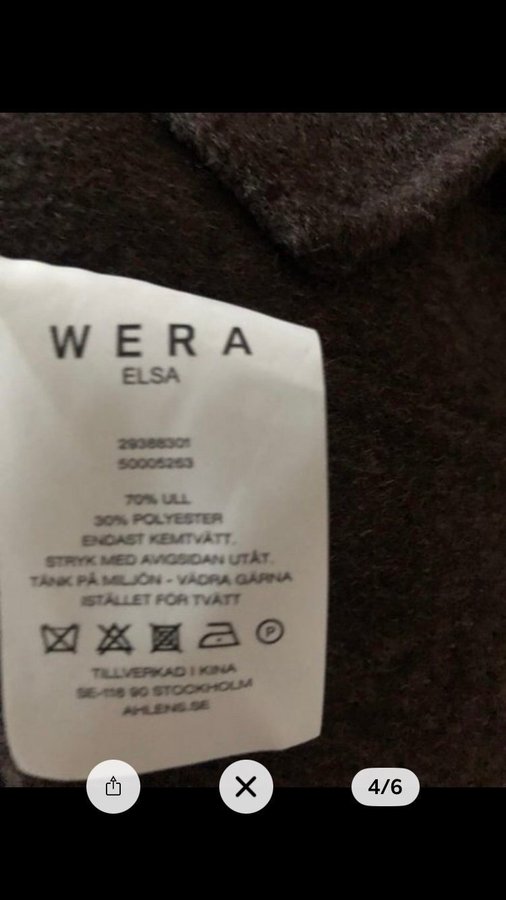 WERA
ELSA
29388301
50005263
70% ULL
30% POLYESTER
ENDAST KEMTVÄTT.
STRYK MED AVIGSIDAN UTÅT.
TÄNK PÅ MILJÖN - VÄDRA GÄRNA
ISTÄLLET FÖR TVÄTT
P
TILLVERKAD I KINA
SE-118 90 STOCKHOLM
AHLENS.SE
4/6